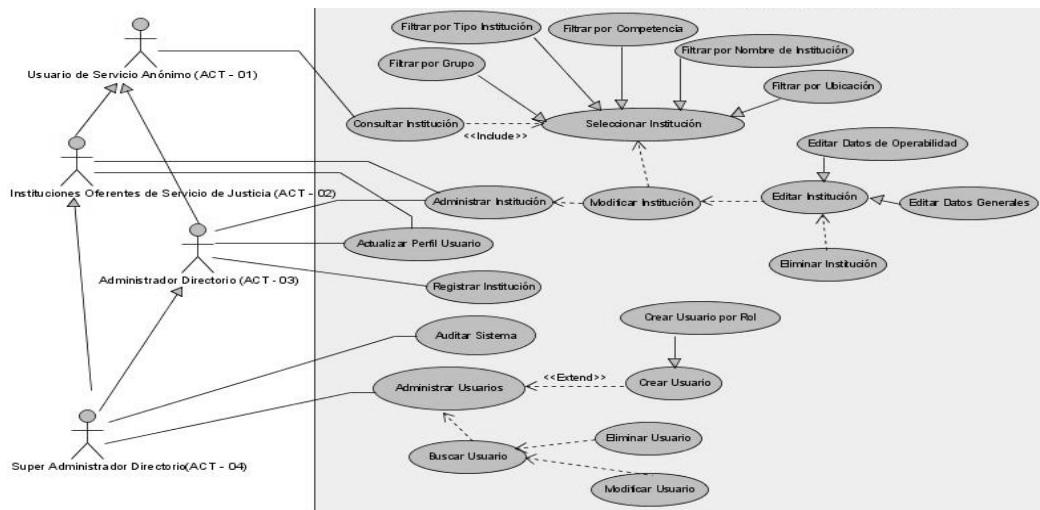 Filtrar por Tipo Institución
Filtrar por Competencia
Filtrar por Nombre de Institución
Filtrar por Grupo
Filtrar por Ubicación
Usuario de Servicio Anónimo (ACT - 01)
Consultar Institución
<<Include>>
Seleccionar Institución
Editar Datos de Operabilidad
Instituciones Oferentes de Servicio de Justicia (ACT - 02)
Administrar Institución
Modificar Institución
Editar Institución
Editar Datos Generales
Actualizar Perfil Usuario
Eliminar Institución
Administrador Directorio (ACT - 03)
Registrar Institución
Crear Usuario por Rol
Auditar Sistema
<<Extend>>
Administrar Usuarios
Crear Usuario
Eliminar Usuario
Buscar Usuario
Super Administrador Directorio(ACT - 04)
Modificar Usuario